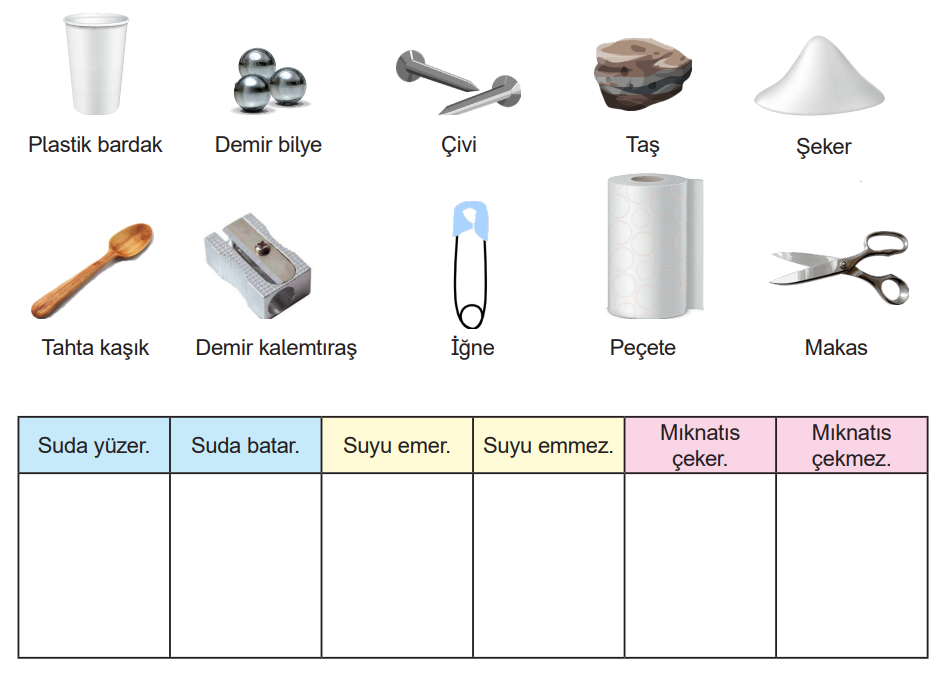 Plastik bardak
Demir bilye
Çivi
Taş
Şeker
Tahta kaşık
Demir kalemtıraş
İğne
Peçete
Makas
Suda yüzer.
Suda batar.
Suyu emer.
Suyu emmez.
Mıknatıs
çeker.
Mıknatıs
çekmez.